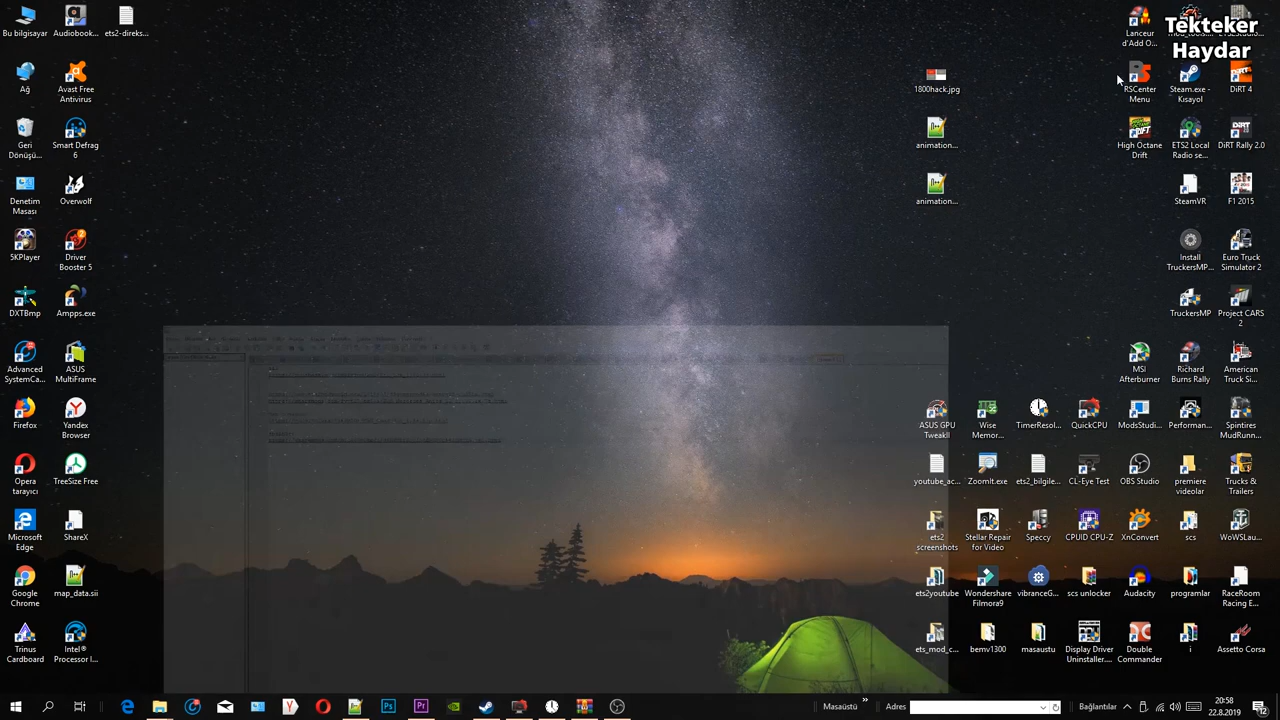 Tekteker
Haydar
Bu bilgisayar
Audiobook...
ets2-direks...
Ağ
Avast Free
Antivirus
Geri
Dönüşü...
Smart Defrag
6
Denetim
Masası
Overwolf
5KPlayer
Driver
Booster 5
DXTBmp
Ampps.exe
Advanced
SystemCa...
ASUS
MultiFrame
Firefox
Yandex
Browser
Opera
tarayıcı
TreeSize Free
Microsoft
Edge
ShareX
Google
Chrome
map_data.sii
Trinus
Cardboard
Intel®
Processor I...
1800hack.jpg
animation...
animation...
Lanceur
d'Add O...
RSCenter
Menu
Steam.exe -
Kısayol
DiRT 4
High Octane
Drift
ETS2 Local
Radio se...
DiRT Rally 2.0
SteamVR
F1 2015
Install
TruckersMP...
Euro Truck
Simulator 2
TruckersMP
Project CARS
2
MSI
Afterburner
Richard
Burns Rally
American
Truck Si...
ASUS GPU
TweakII
Wise
Memor...
TimerResol...
QuickCPU
ModsStudi...
Performan...
Spintires
MudRunn...
youtube_ac...
ZoomIt.exe
ets2_bilgile...
CL-Eye Test
OBS Studio
premiere
videolar
Trucks &
Trailers
ets2
screenshots
Stellar Repair
for Video
Speccy
CPUID CPU-Z
XnConvert
scs
WoWSLau...
ets2youtube
Wondershare
Filmora9
vibranceG...
scs unlocker
Audacity
programlar
RaceRoom
Racing E...
ets_mod_c...
bemv1300
masaustu
Display Driver
Uninstaller....
Double
Commander
i
Assetto Corsa
Masaüstü
Adres
Bağlantılar
20:58
22.8.2019
12